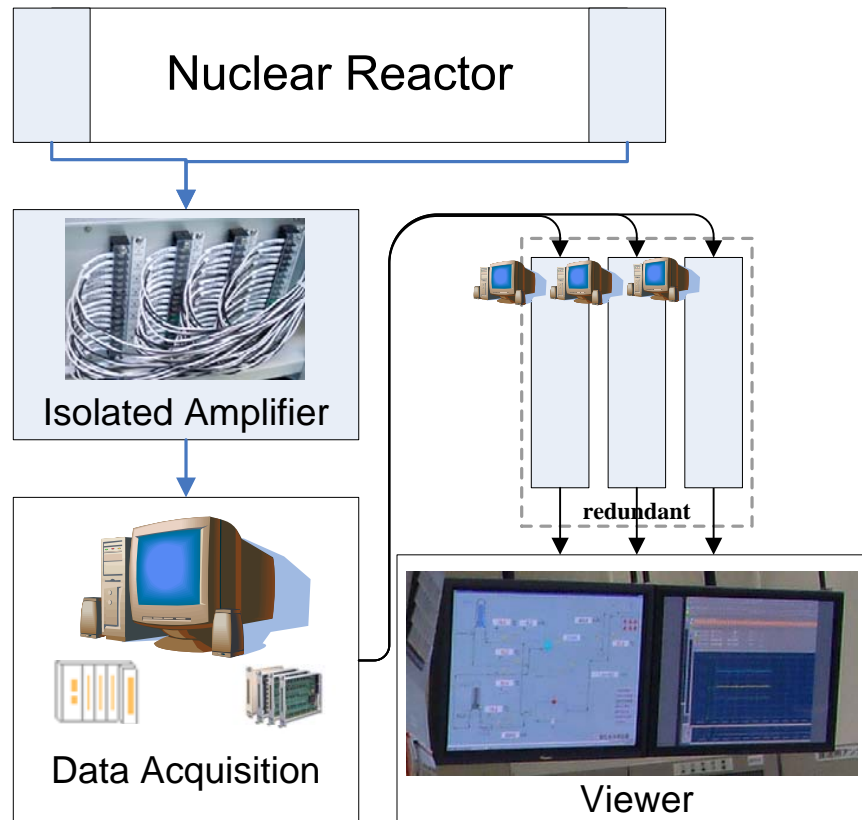 Nuclear Reactor
Isolated Amplifier
redundant
Data Acquisition
Viewer